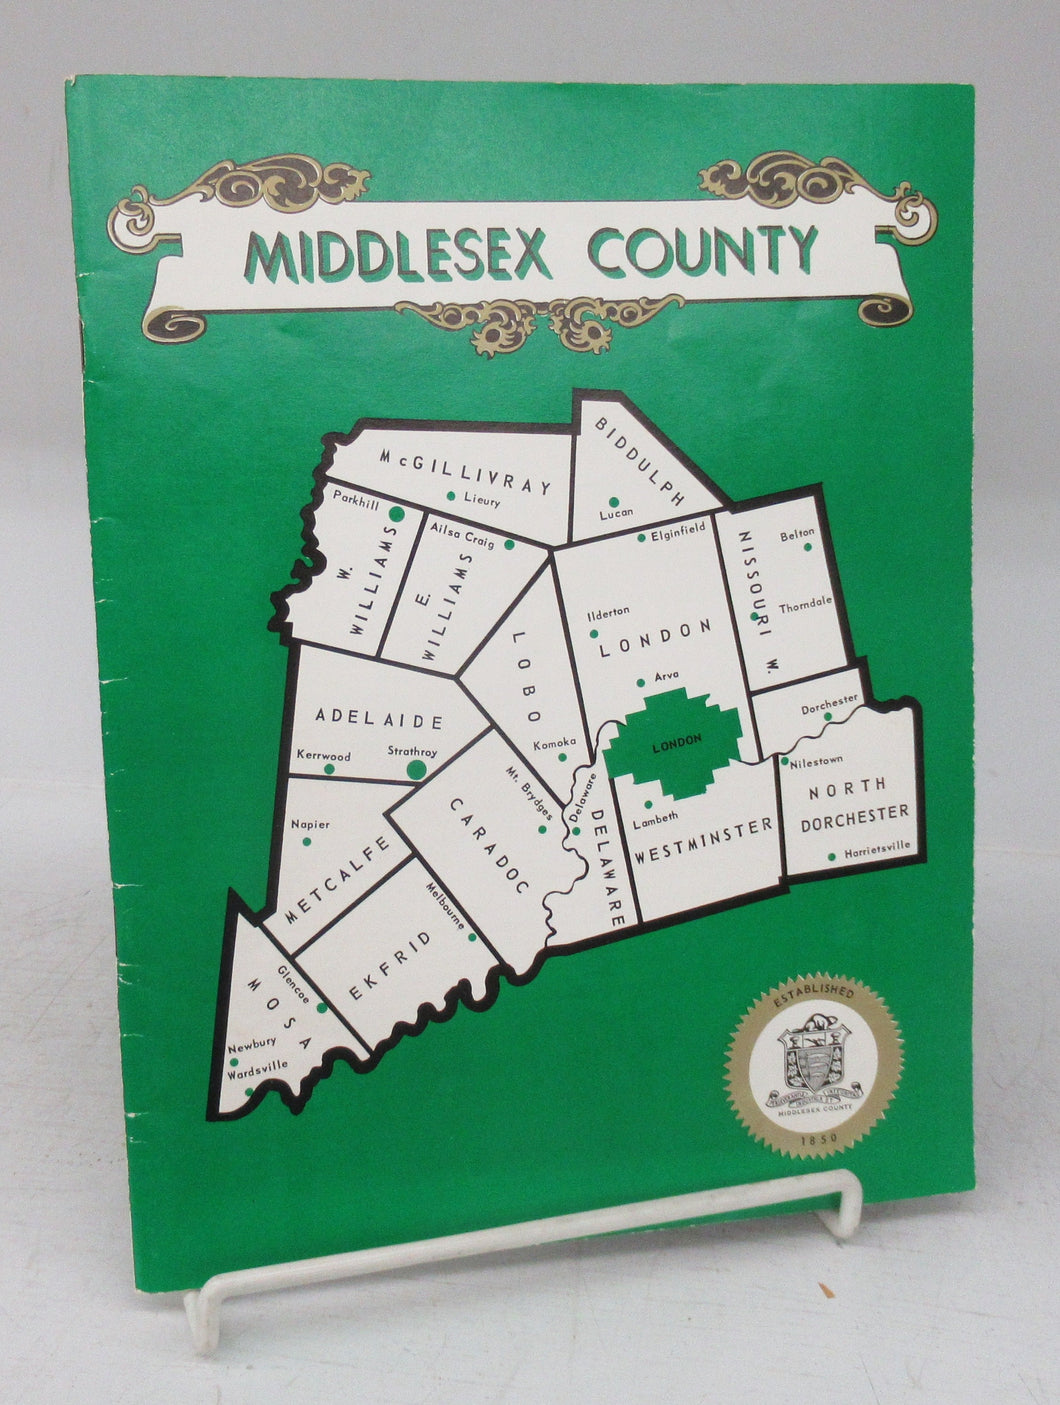 MIDDLESEX COUNTY
BIDDULPH
McGILLIVRAY
Lieury
Parkhill
Lucan
Ailsa Craig
Elginfield
Belton
W.
WILLIAMS
E.
WILLIAMS
NISSOURI W.
Thorndale
Ilderton
LONDON
LOBO
Arva
ADELAIDE
Dorchester
Kerrwood
Strathroy
Komoka
LONDON
Nilestown
Mt. Brydges
Delaware
NORTH
DORCHESTER
Napier
CARADOC
DELAWARE
Lambeth
WESTMINSTER
Harrietsville
METCALFE
Melbourne
EKFRID
Glencoe
MOSA
Newbury
Wardsville
ESTABLISHED
MIDDLESEX COUNTY
1850